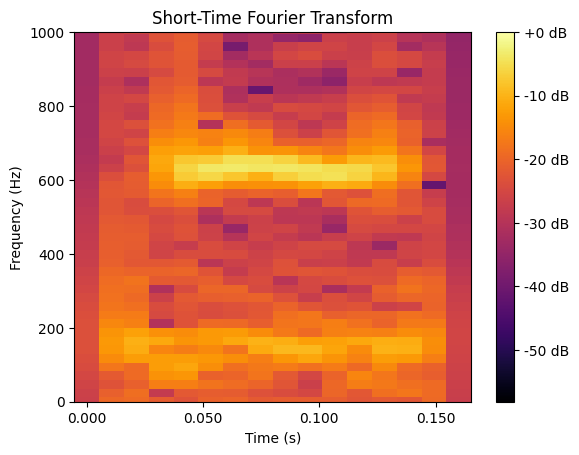 Short-Time Fourier Transform
1000
800
600
400
200
0
Frequency (Hz)
0.000
0.050
0.100
0.150
Time (s)
+0 dB
-10 dB
-20 dB
-30 dB
-40 dB
-50 dB